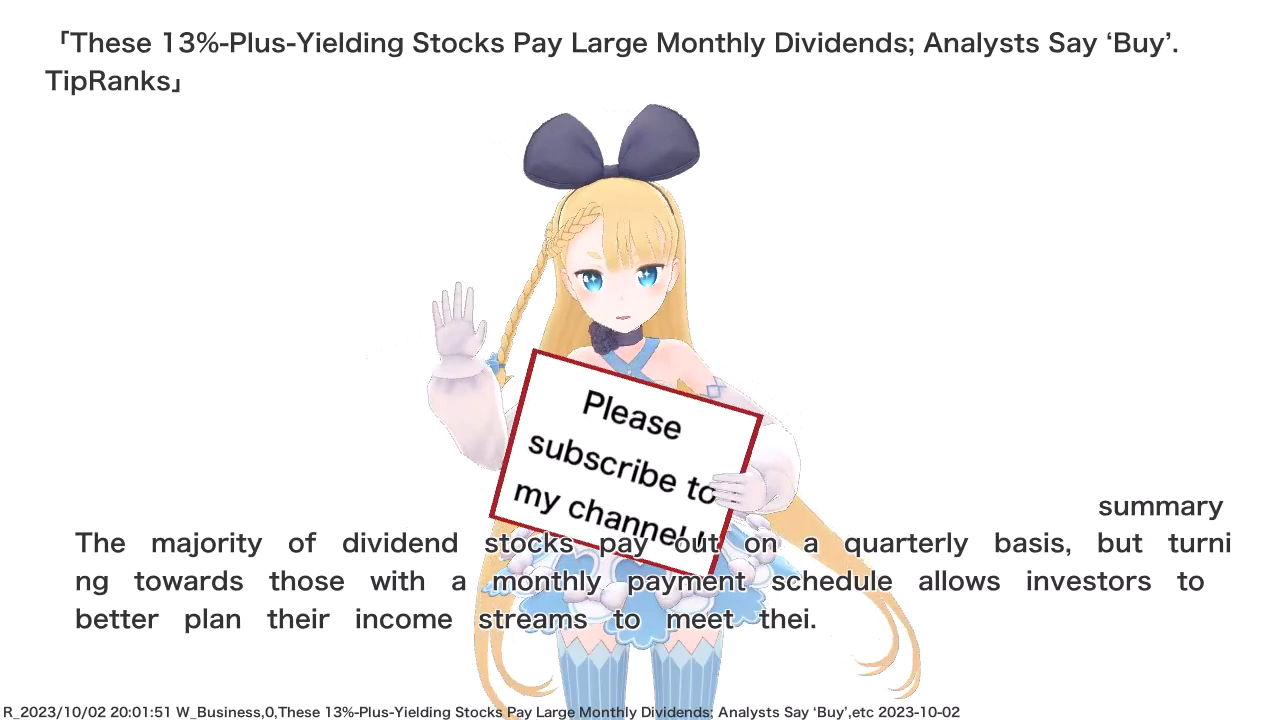 「These 13%-Plus-Yielding Stocks Pay Large Monthly Dividends; Analysts Say ‘Buy’.
TipRanks」
Please
subscribe to
my channel!
summary
The majority of dividend stocks pay out on a quarterly basis, but turni
ng towards those with a monthly payment schedule allows investors to
better plan their income streams to meet thei.
R_2023/10/02 20:01:51 W_Business,0,These 13%-Plus-Yielding Stocks Pay Large Monthly Dividends; Analysts Say ‘Buy’,etc 2023-10-02